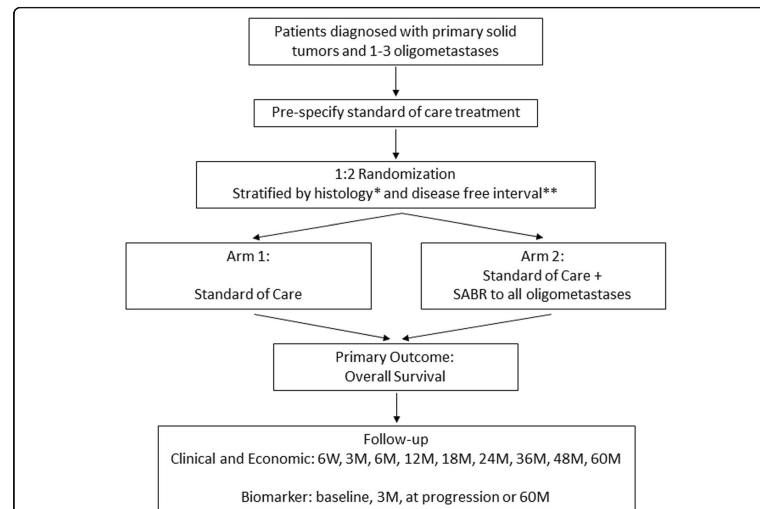 Patients diagnosed with primary solid
tumors and 1-3 oligometastases
Pre-specify standard of care treatment
1:2 Randomization
Stratified by histology* and disease free interval**
Arm 1:
Standard of Care
Arm 2:
Standard of Care +
SABR to all oligometastases
Primary Outcome:
Overall Survival
Follow-up
Clinical and Economic: 6W, 3M, 6M, 12M, 18M, 24M, 36M, 48M, 60M
Biomarker: baseline, 3M, at progression or 60M